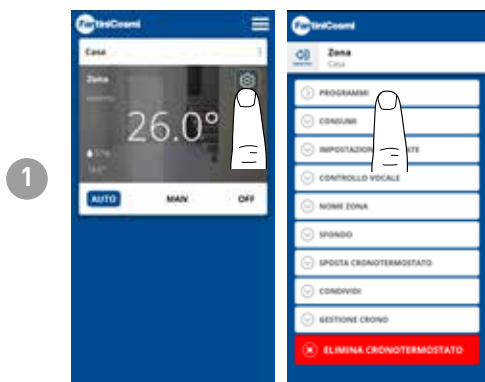 1
FantiniCosmi
Casa
Zona
26.0°
57%
AUTO MAN OFF
FantiniCosmi
Zona
Casa
PROGRAMMI
CONSUMI
CONTROLLO VOCALE
NOME ZONA
SFONDO
SPOSTA CRONOTERMOSTATO
CONDIVIDI
GESTIONE CRONO
ELIMINA CRONOTERMOSTATO